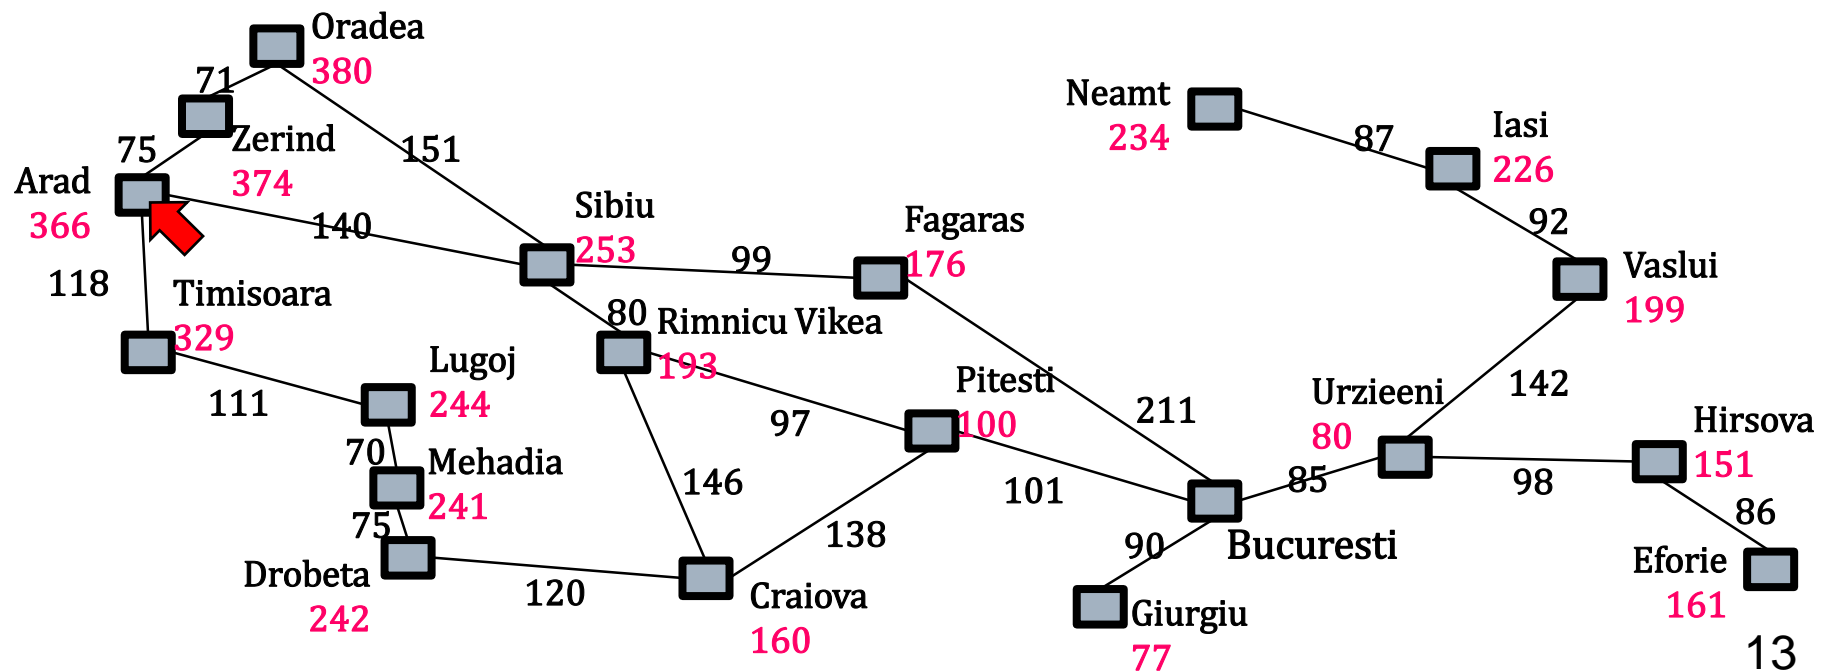 Oradea
380
71
Zerind
374
75
Arad
366
151
140
118
Timisoara
329
Sibiu
253
99
Fagaras
176
80
Rimnicu Vikea
193
111
Lugoj
244
70
Mehadia
241
75
Drobeta
242
120
146
97
Pitesti
100
138
Craiova
160
211
101
90
Bucuresti
Giurgiu
77
85
Urzieeni
80
Neamt
234
87
Iasi
226
92
Vaslui
199
142
98
Hirsova
151
86
Eforie
161
13